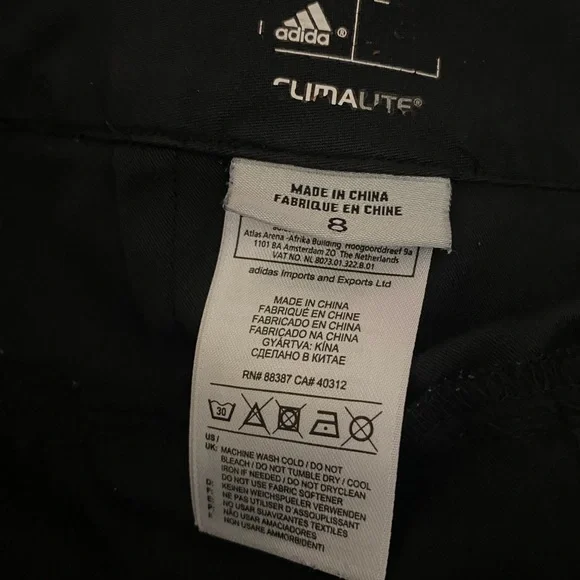 adida ®
CLIMALITE®
MADE IN CHINA
FABRIQUE EN CHINE
8
Atlas Arena -Afrika Building Hoogoorddreef 9a
1101 BA Amsterdam ZO The Netherlands
VAT NO. NL 8073.01.322.B.01
adidas Imports and Exports Ltd
MADE IN CHINA
FABRIQUÉ EN CHINE
FABRICADO EN CHINA
FABRICADO NA CHINA
GYÁRTVA: KÍNA
СДЕЛАНО В КИТАЕ
RN# 88387 CA# 40312
30
US /
UK: MACHINE WASH COLD / DO NOT
BLEACH / DO NOT TUMBLE DRY / COOL
IRON IF NEEDED / DO NOT DRYCLEAN
DO NOT USE FABRIC SOFTENER
D: KEINEN WEICHSPUELER VERWENDEN
F: NE PAS UTILISER D'ASSOUPLISSANT
NO USAR SUAVIZANTES TEXTILES
NAO USAR AMACIADORES
NON USARE AMMORBIDENTI